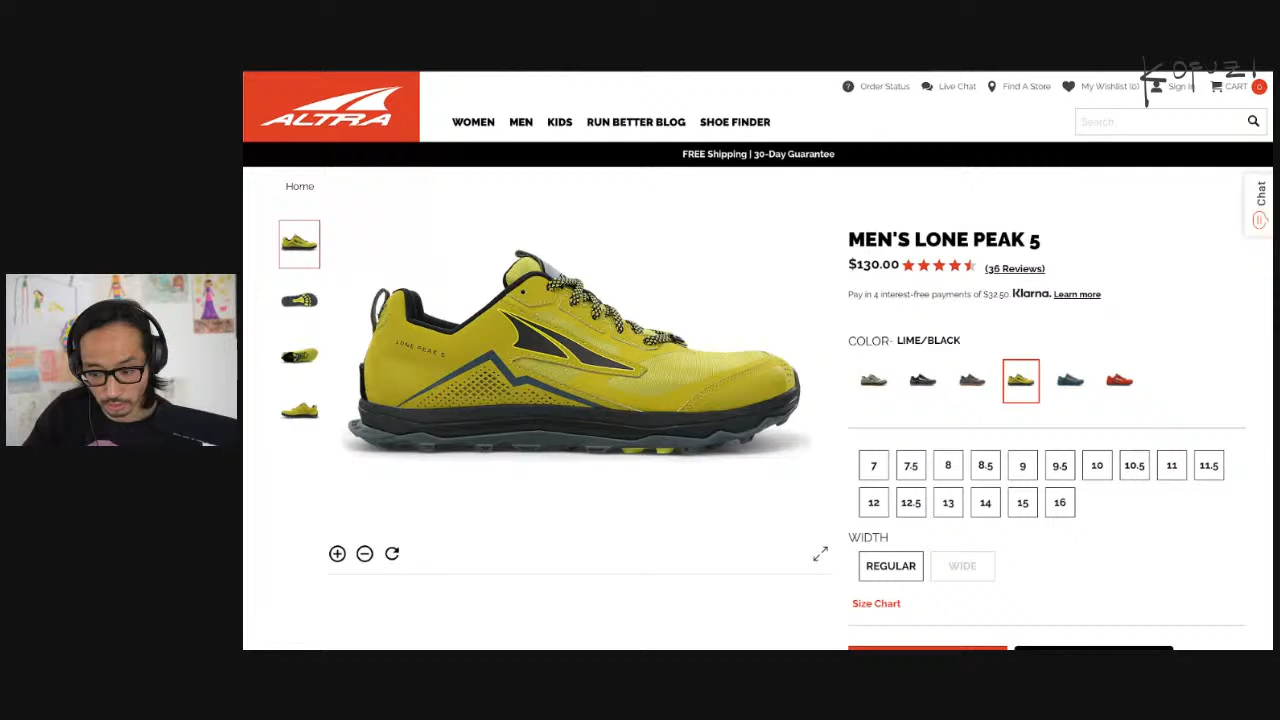 KOFUZI
Order Status Live Chat Find A Store My Wishlist (0) Sign In CART 0
ALTRA
WOMEN MEN KIDS RUN BETTER BLOG SHOE FINDER
Search
FREE Shipping | 30-Day Guarantee
Home
Chat
MEN'S LONE PEAK 5
$130.00 (36 Reviews)
Pay in 4 interest-free payments of $32.50. Klarna. Learn more
COLOR- LIME/BLACK
LONE PEAK 5
7 7.5 8 8.5 9 9.5 10 10.5 11 11.5
12 12.5 13 14 15 16
WIDTH
REGULAR WIDE
Size Chart